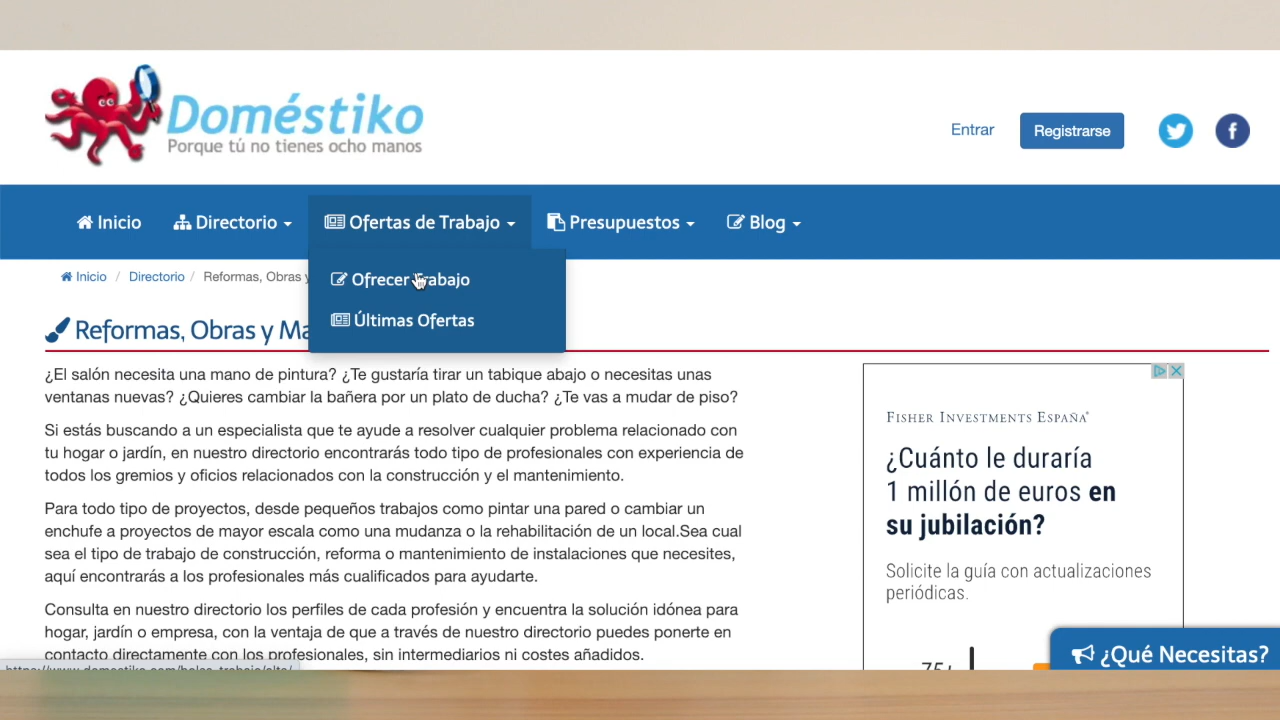 Doméstiko
Porque tú no tienes ocho manos
Entrar
Registrarse
Inicio
Directorio
Ofertas de Trabajo
Presupuestos
Blog
Ofrecer Trabajo
Últimas Ofertas
Inicio / Directorio / Reformas, Obras y
Reformas, Obras y Ma
¿El salón necesita una mano de pintura? ¿Te gustaría tirar un tabique abajo o necesitas unas
ventanas nuevas? ¿Quieres cambiar la bañera por un plato de ducha? ¿Te vas a mudar de piso?
Si estás buscando a un especialista que te ayude a resolver cualquier problema relacionado con
tu hogar o jardín, en nuestro directorio encontrarás todo tipo de profesionales con experiencia de
todos los gremios y oficios relacionados con la construcción y el mantenimiento.
Para todo tipo de proyectos, desde pequeños trabajos como pintar una pared o cambiar un
enchufe a proyectos de mayor escala como una mudanza o la rehabilitación de un local.Sea cual
sea el tipo de trabajo de construcción, reforma o mantenimiento de instalaciones que necesites,
aquí encontrarás a los profesionales más cualificados para ayudarte.
Consulta en nuestro directorio los perfiles de cada profesión y encuentra la solución idónea para
hogar, jardín o empresa, con la ventaja de que a través de nuestro directorio puedes ponerte en
contacto directamente con los profesionales, sin intermediarios ni costes añadidos.
FISHER INVESTMENTS ESPAÑA®
¿Cuánto le duraría
1 millón de euros en
su jubilación?
Solicite la guía con actualizaciones
periódicas.
¿Qué Necesitas?